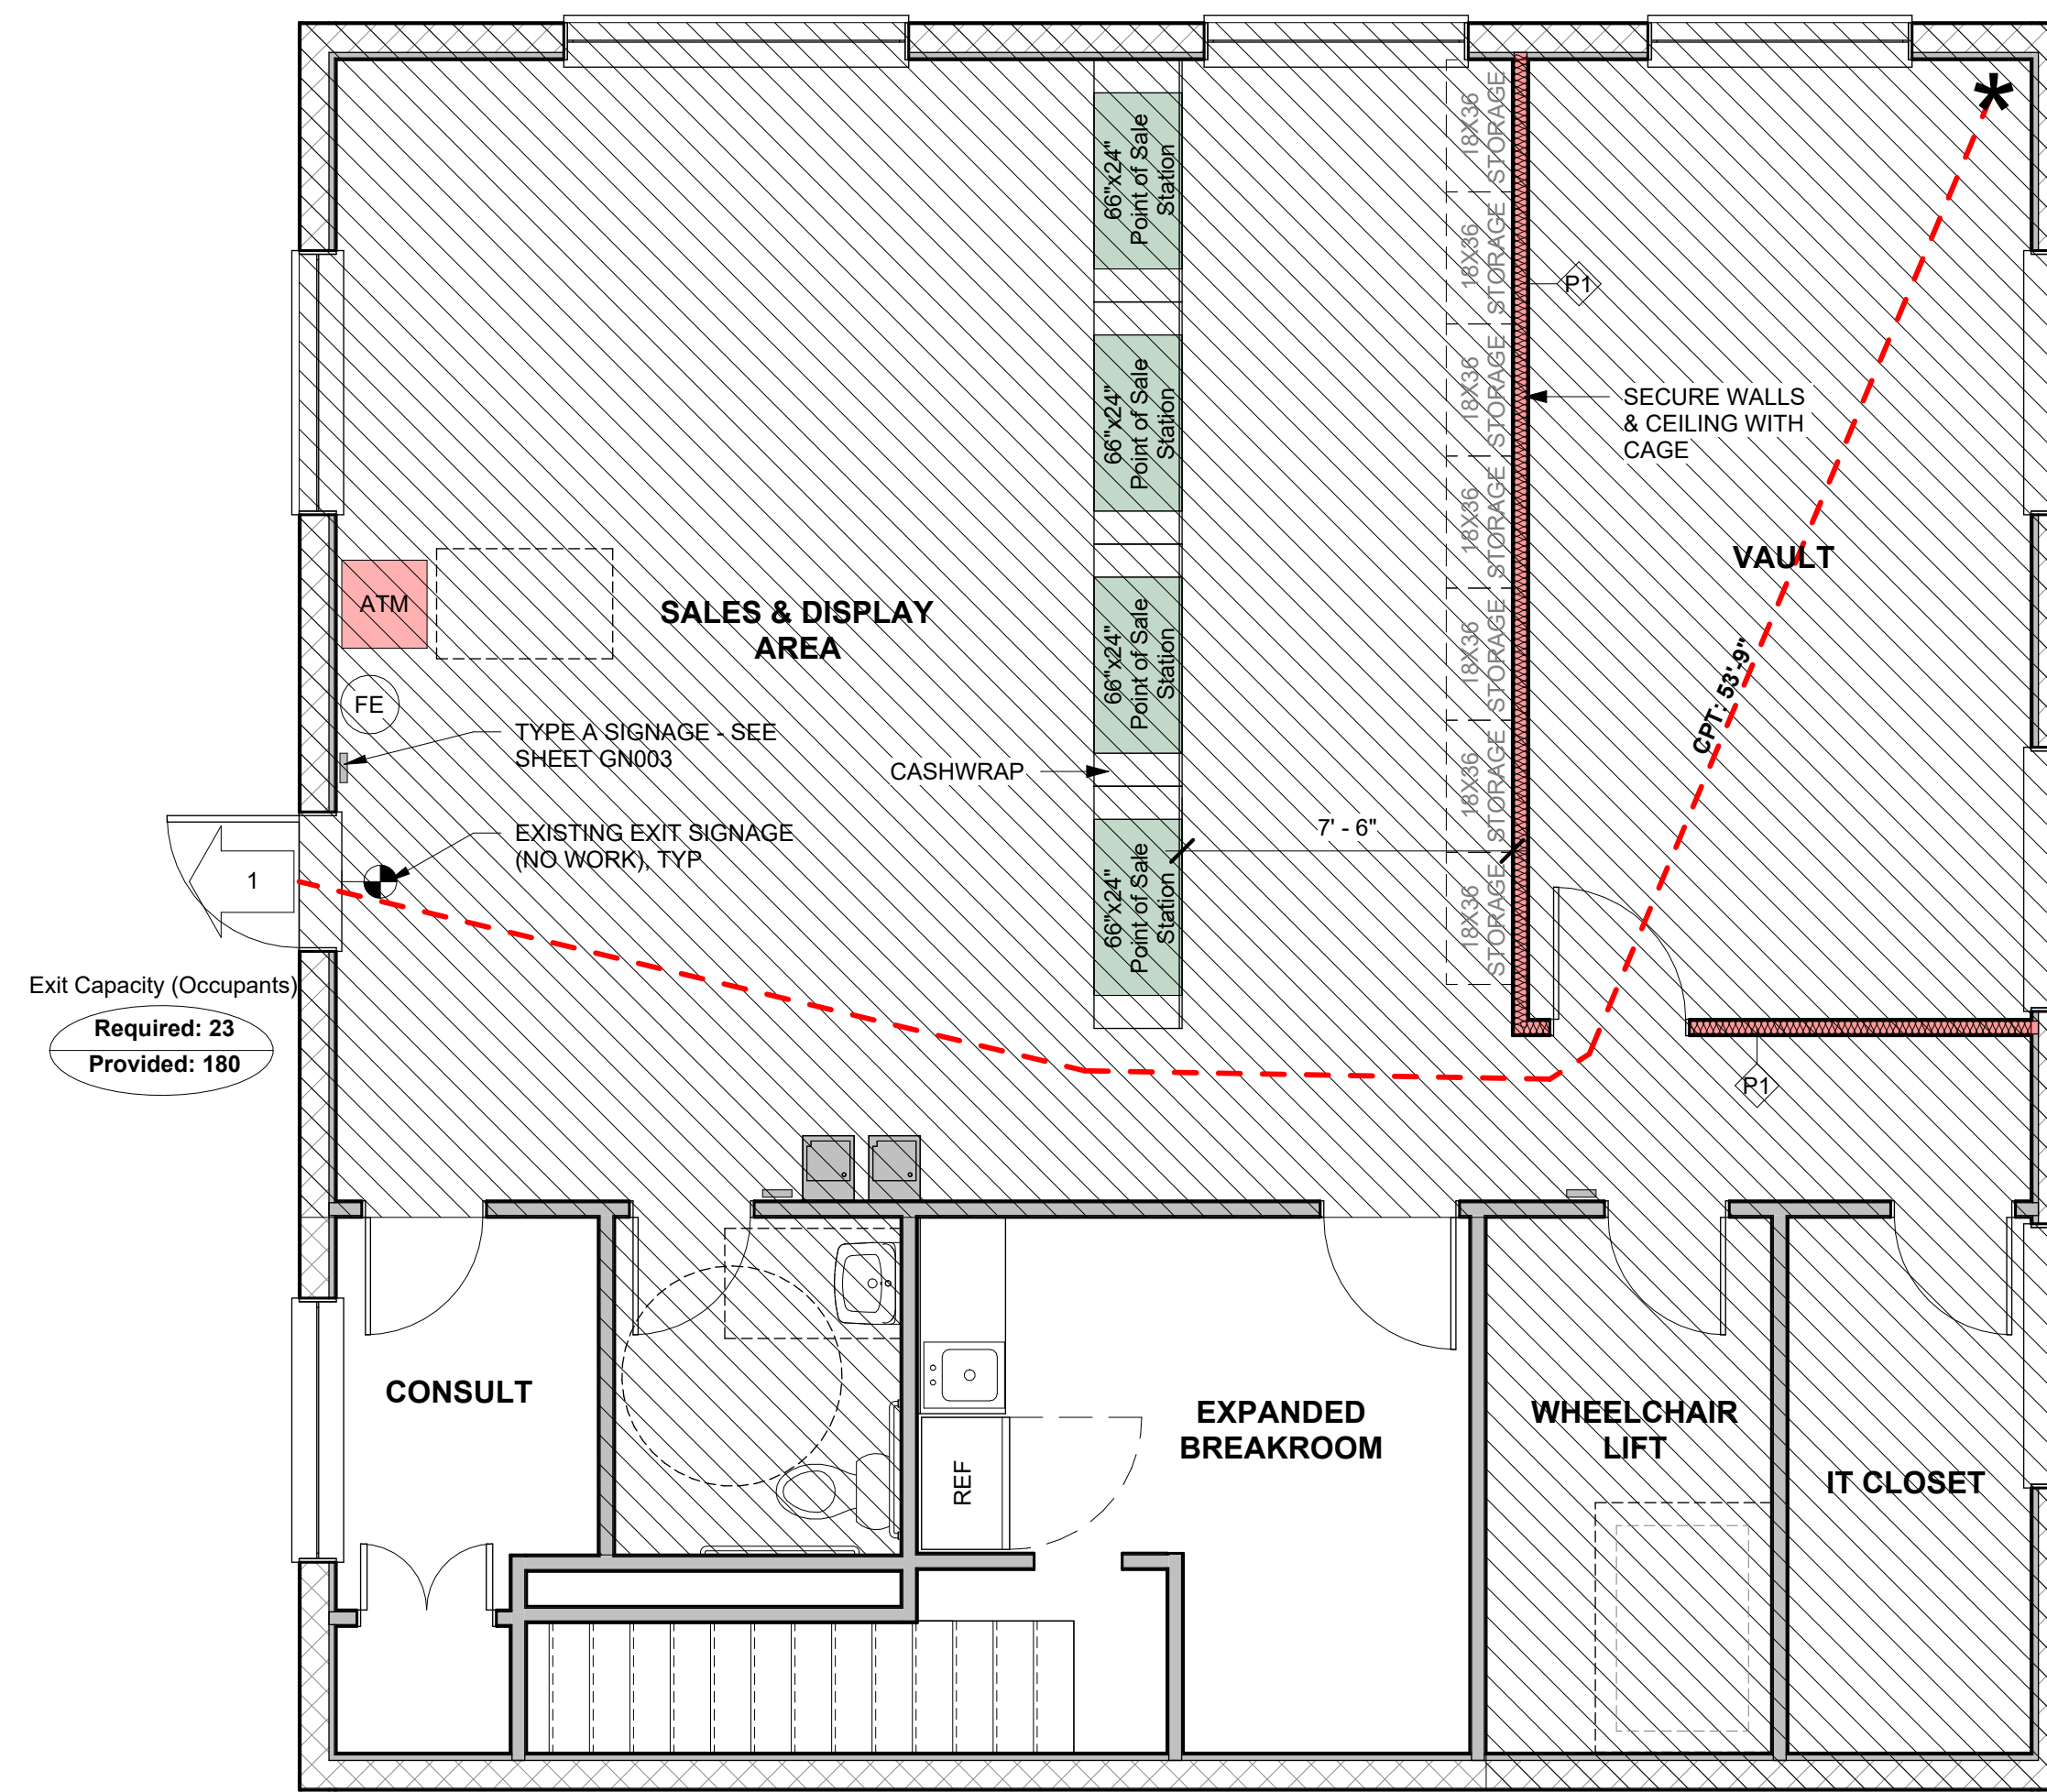 66"x24"
Point of Sale
Station
66"x24"
Point of Sale
Station
66"x24"
Point of Sale
Station
66"x24"
Point of Sale
Station
18X36
STORAGE
18X36
STORAGE
18X36
STORAGE
18X36
STORAGE
18X36
STORAGE
18X36
STORAGE
18X36
STORAGE
*
P1
SECURE WALLS
& CEILING WITH
CAGE
VAULT
CPT: 53'-9"
ATM
SALES & DISPLAY
AREA
FE
TYPE A SIGNAGE - SEE
SHEET GN003
CASHWRAP
EXISTING EXIT SIGNAGE
(NO WORK), TYP
7' - 6"
1
Exit Capacity (Occupants)
Required: 23
Provided: 180
P1
CONSULT
EXPANDED
BREAKROOM
REF
WHEELCHAIR
LIFT
IT CLOSET